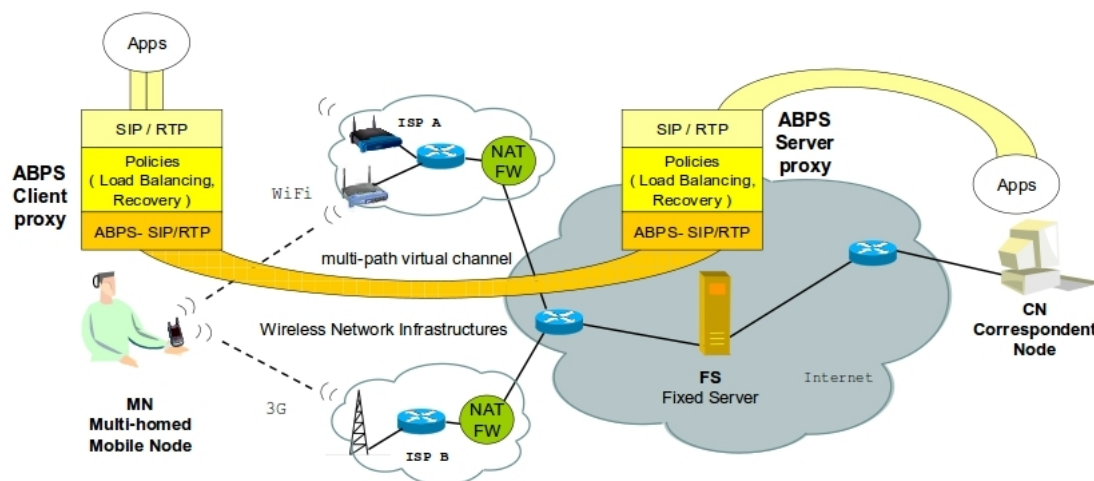 Apps
SIP / RTP
Policies
( Load Balancing,
Recovery )
ABPS- SIP/RTP
ABPS
Client
proxy
ISP A
NAT
FW
WiFi
SIP / RTP
Policies
( Load Balancing,
Recovery )
ABPS- SIP/RTP
ABPS
Server
proxy
Apps
multi-path virtual channel
Wireless Network Infrastructures
MN
Multi-homed
Mobile Node
3G
NAT
FW
ISP B
FS
Fixed Server
Internet
CN
Correspondent
Node